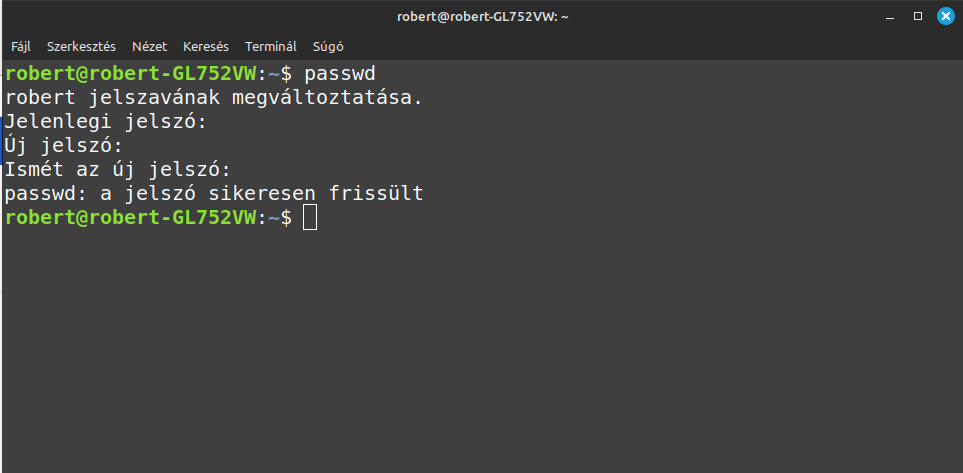 robert@robert-GL752VW: ~
Fájl Szerkesztés Nézet Keresés Terminál Súgó
robert@robert-GL752VW:~$ passwd
robert jelszavának megváltoztatása.
Jelenlegi jelszó:
Új jelszó:
Ismét az új jelszó:
passwd: a jelszó sikeresen frissült
robert@robert-GL752VW:~$